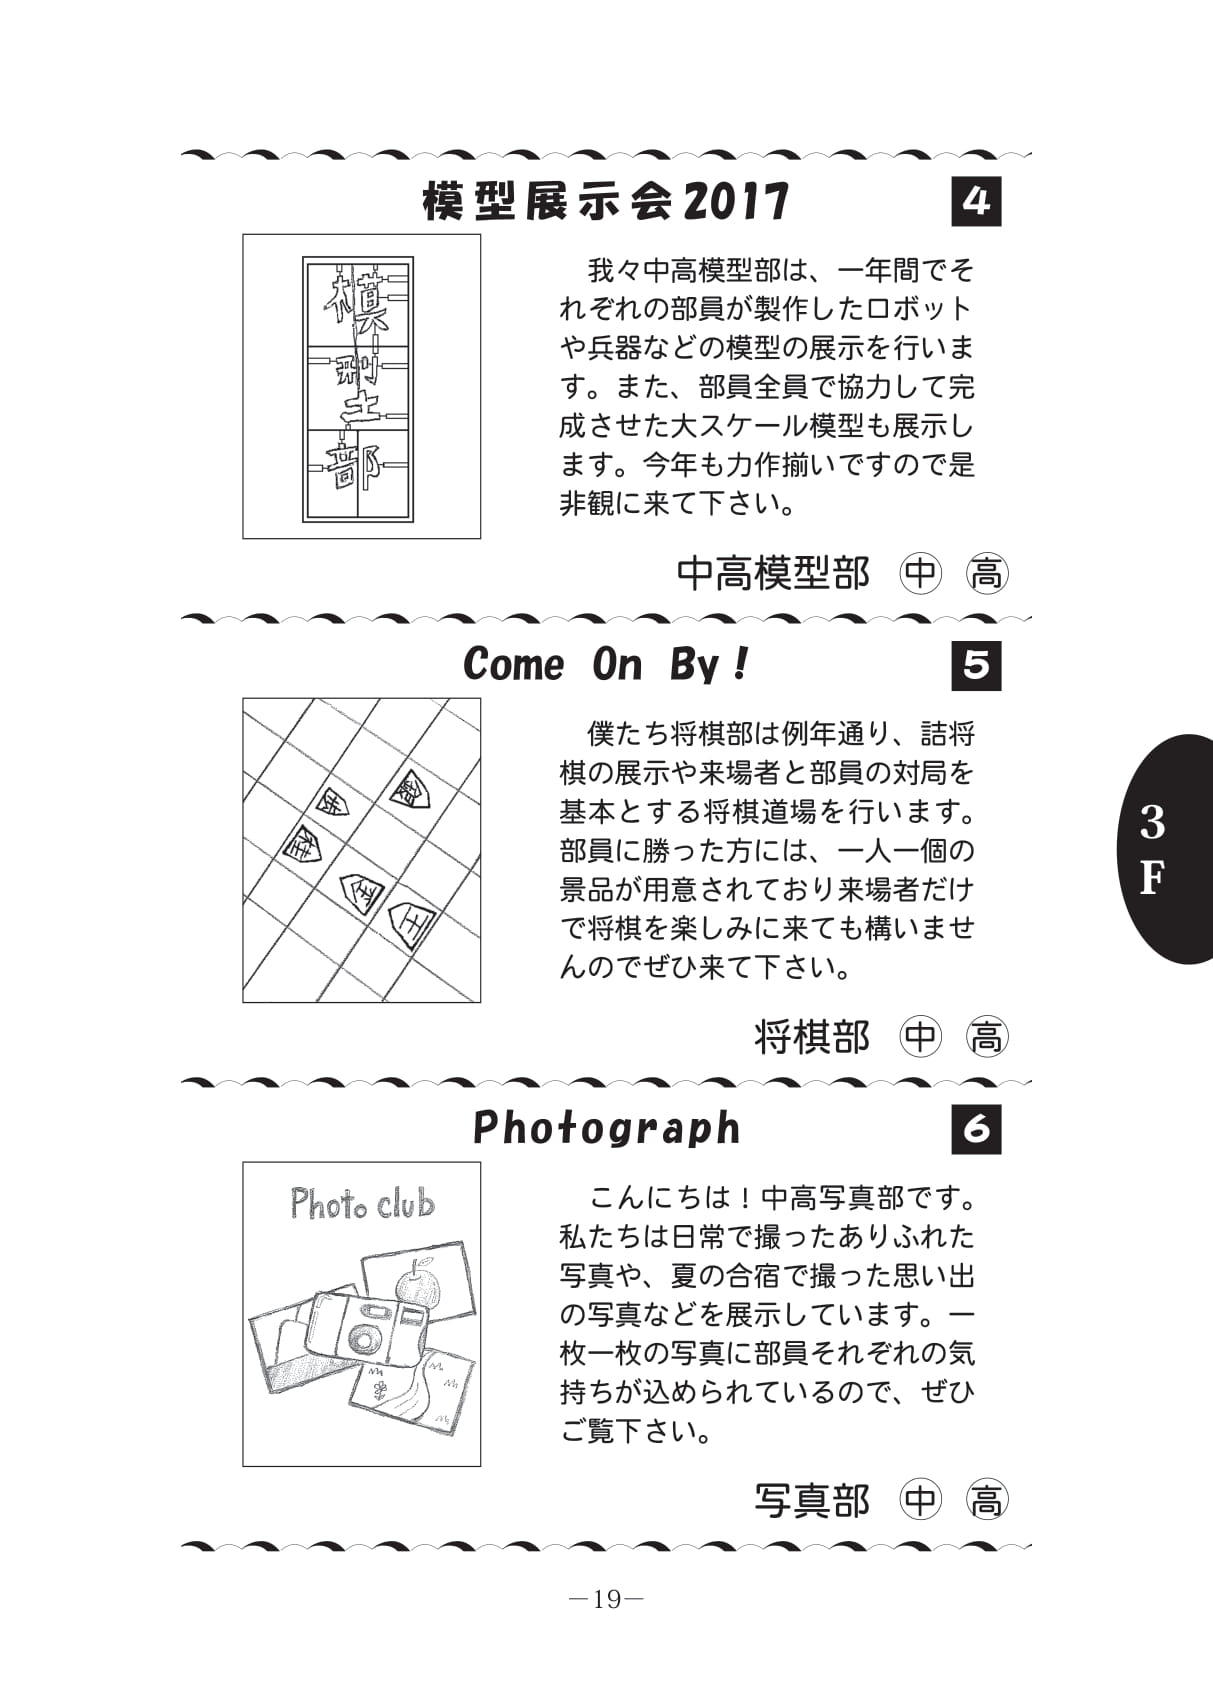 模型展示会2017
4
模型部
我々中高模型部は、一年間でそ
れぞれの部員が製作したロボット
や兵器などの模型の展示を行いま
す。また、部員全員で協力して完
成させた大スケール模型も展示し
ます。今年も力作揃いですので是
非観に来て下さい。
中高模型部 ㊥ 高
Come On By!
5
歩
銀
桂
金
王
僕たち将棋部は例年通り、詰将
棋の展示や来場者と部員の対局を
基本とする将棋道場を行います。
部員に勝った方には、一人一個の
景品が用意されており来場者だけ
で将棋を楽しみに来ても構いませ
んのでぜひ来て下さい。
将棋部 ㊥ 高
3F
Photograph
6
Photo club
こんにちは!中高写真部です。
私たちは日常で撮ったありふれた
写真や、夏の合宿で撮った思い出
の写真などを展示しています。一
枚一枚の写真に部員それぞれの気
持ちが込められているので、ぜひ
ご覧下さい。
写真部 ㊥ 高
—19—